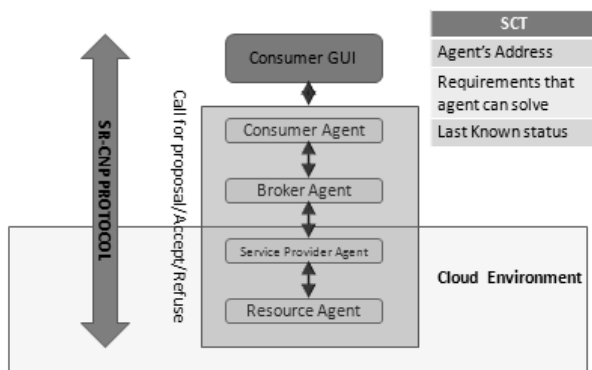 SCT
Agent's Address
Requirements that
agent can solve
Last Known status
Consumer GUI
Consumer Agent
Broker Agent
Service Provider Agent
Resource Agent
Call for proposal/Accept/Refuse
SR-CNP PROTOCOL
Cloud Environment